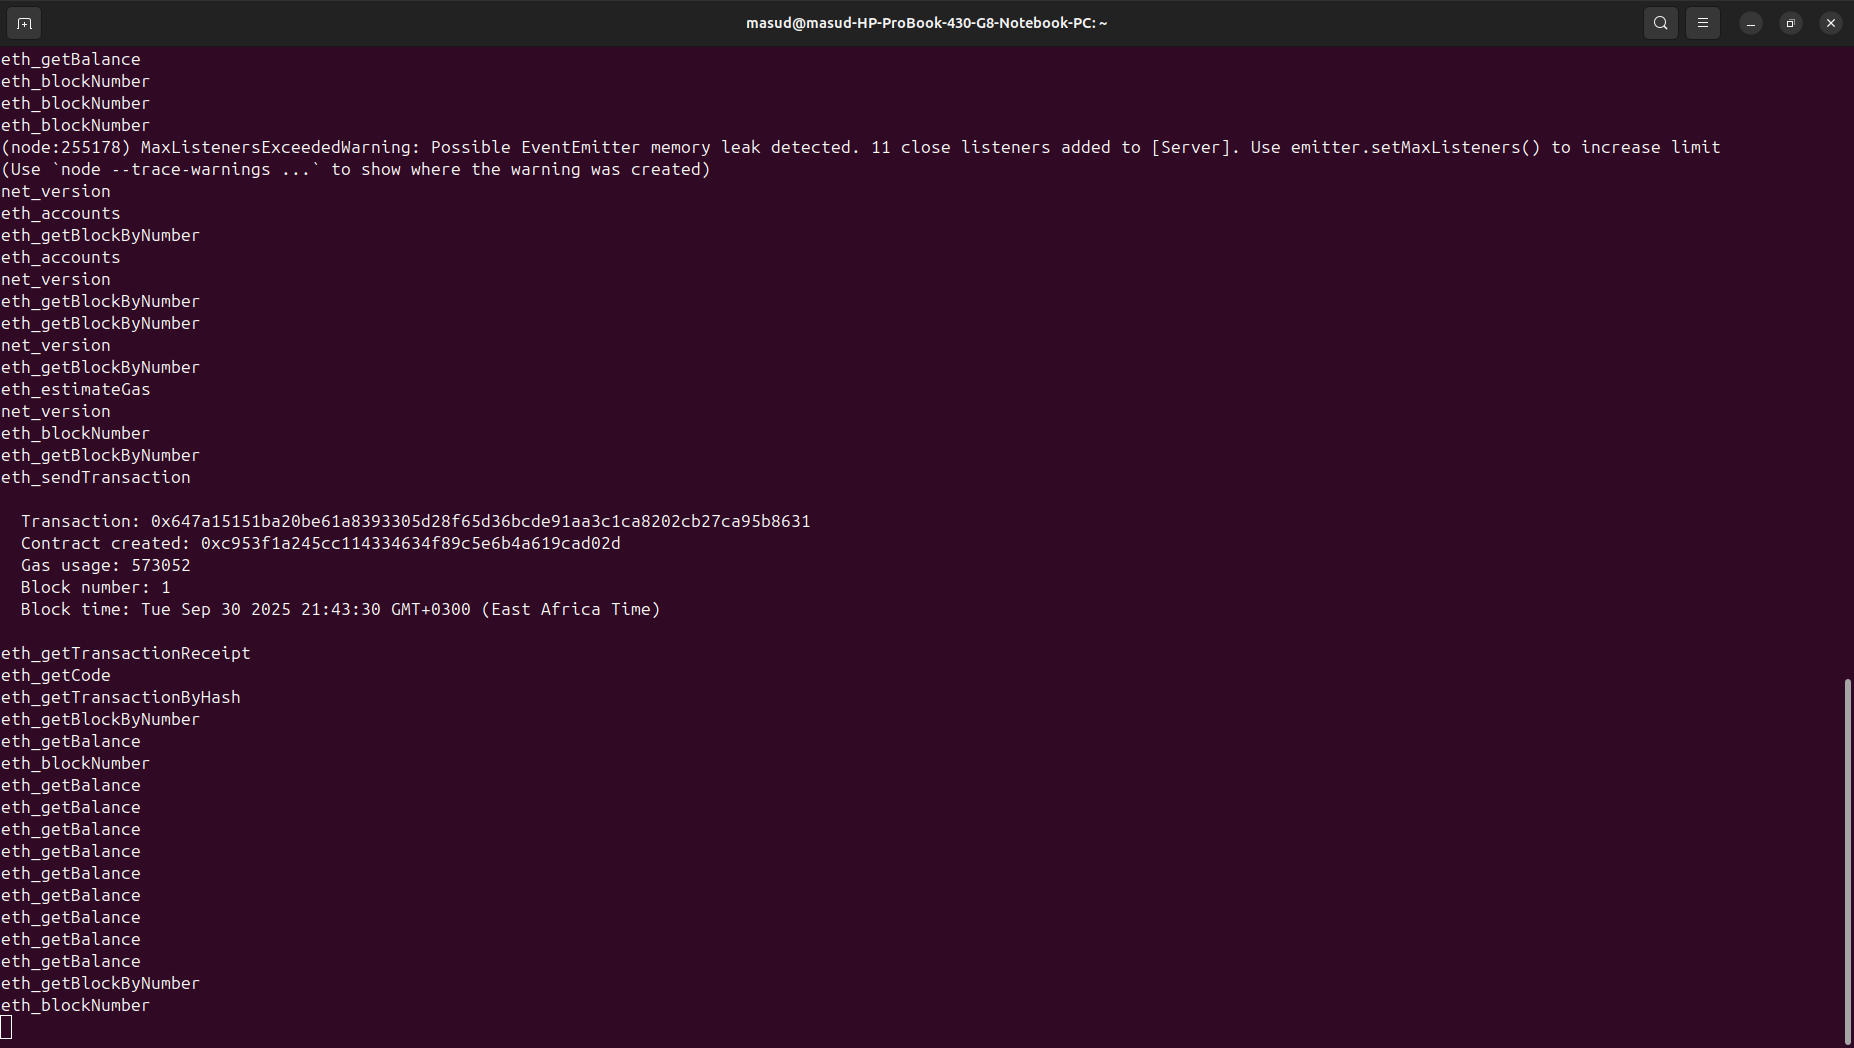 masud@masud-HP-ProBook-430-G8-Notebook-PC: ~
eth_getBalance
eth_blockNumber
eth_blockNumber
eth_blockNumber
(node:255178) MaxListenersExceededWarning: Possible EventEmitter memory leak detected. 11 close listeners added to [Server]. Use emitter.setMaxListeners() to increase limit
(Use `node --trace-warnings ...` to show where the warning was created)
net_version
eth_accounts
eth_getBlockByNumber
eth_accounts
net_version
eth_getBlockByNumber
eth_getBlockByNumber
net_version
eth_getBlockByNumber
eth_estimateGas
net_version
eth_blockNumber
eth_getBlockByNumber
eth_sendTransaction
Transaction: 0x647a15151ba20be61a8393305d28f65d36bcde91aa3c1ca8202cb27ca95b8631
Contract created: 0xc953f1a245cc114334634f89c5e6b4a619cad02d
Gas usage: 573052
Block number: 1
Block time: Tue Sep 30 2025 21:43:30 GMT+0300 (East Africa Time)
eth_getTransactionReceipt
eth_getCode
eth_getTransactionByHash
eth_getBlockByNumber
eth_getBalance
eth_blockNumber
eth_getBalance
eth_getBalance
eth_getBalance
eth_getBalance
eth_getBalance
eth_getBalance
eth_getBalance
eth_getBalance
eth_getBalance
eth_getBlockByNumber
eth_blockNumber